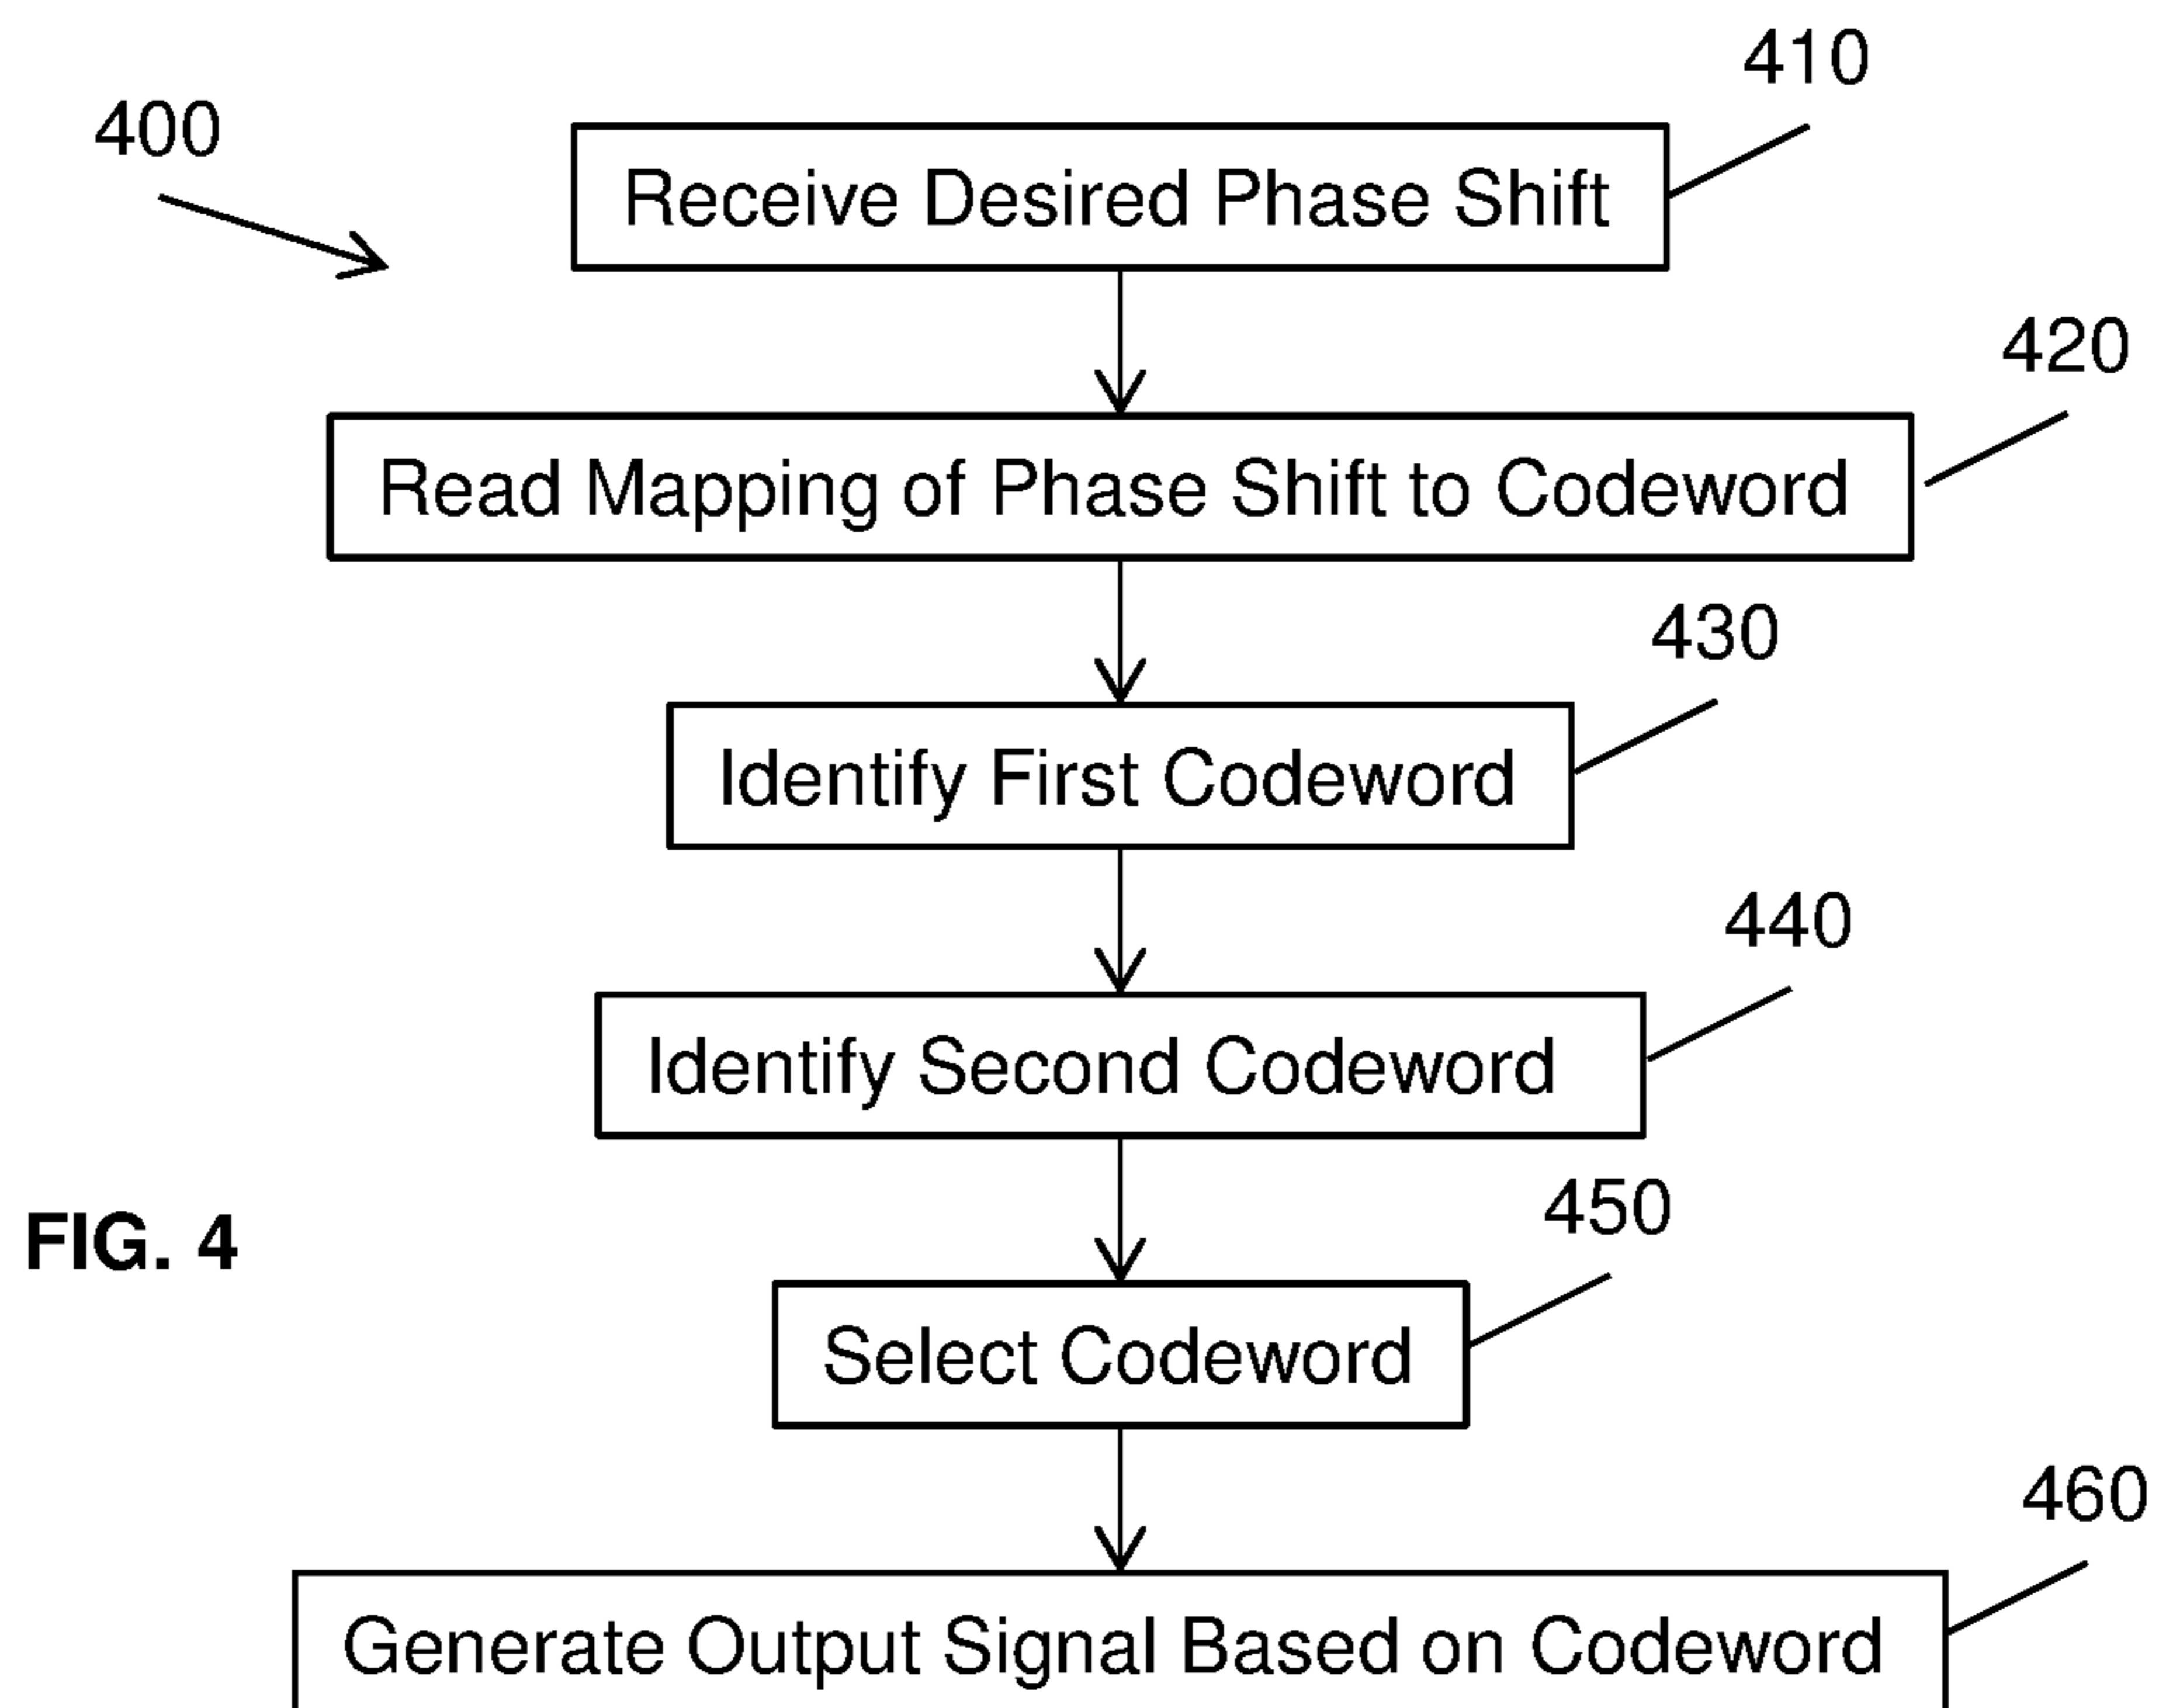 410
400
Receive Desired Phase Shift
420
Read Mapping of Phase Shift to Codeword
430
Identify First Codeword
440
Identify Second Codeword
450
FIG. 4
Select Codeword
460
Generate Output Signal Based on Codeword